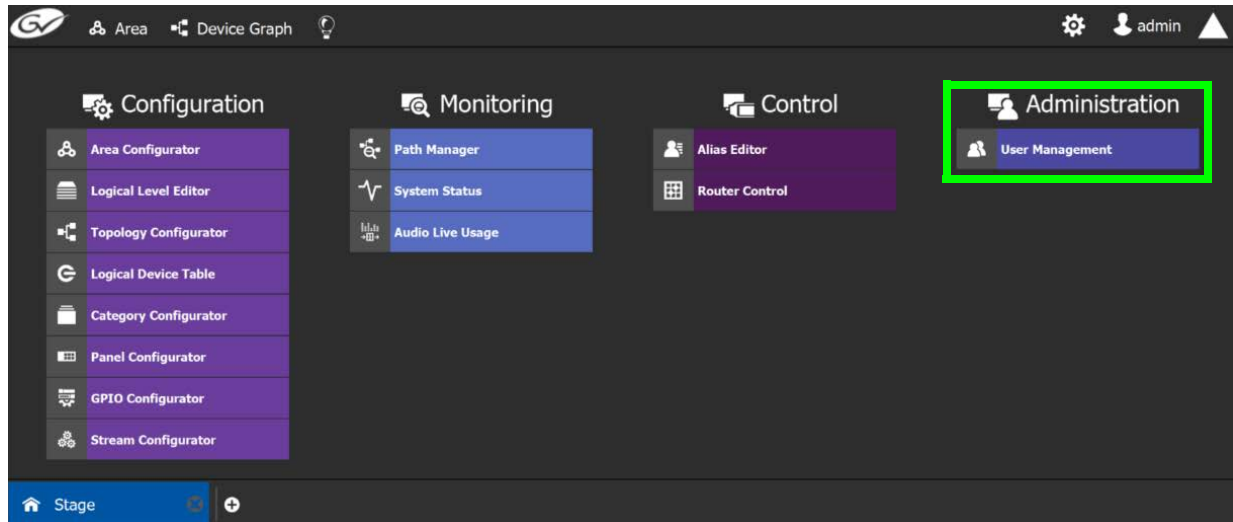 GV Area Device Graph admin
Configuration
Area Configurator
Logical Level Editor
Topology Configurator
Logical Device Table
Category Configurator
Panel Configurator
GPIO Configurator
Stream Configurator
Monitoring
Path Manager
System Status
Audio Live Usage
Control
Alias Editor
Router Control
Administration
User Management
Stage